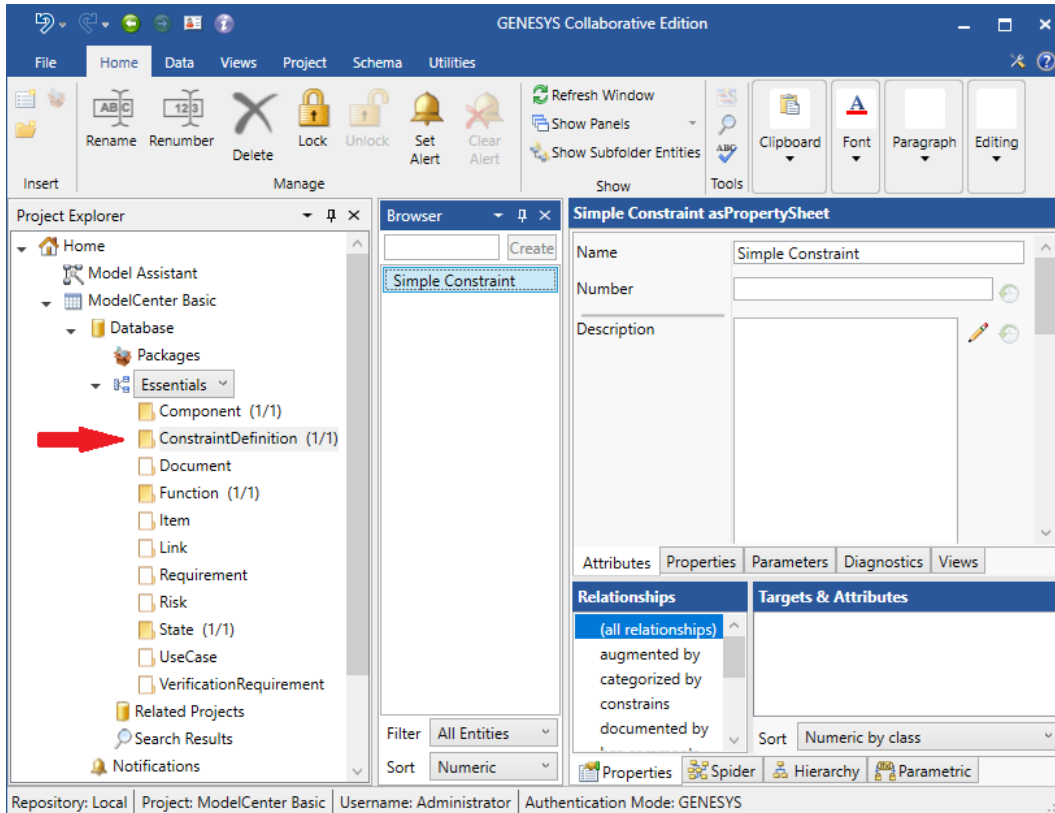 GENESYS Collaborative Edition
File Home Data Views Project Schema Utilities
Rename Renumber Delete Lock Unlock Set Alert Clear Alert
Refresh Window
Show Panels
Show Subfolder Entities
Clipboard Font Paragraph Editing
Insert Manage Show Tools
Project Explorer
Home
Model Assistant
ModelCenter Basic
Database
Packages
Essentials
Component (1/1)
ConstraintDefinition (1/1)
Document
Function (1/1)
Item
Link
Requirement
Risk
State (1/1)
UseCase
VerificationRequirement
Related Projects
Search Results
Notifications
Browser
Create
Simple Constraint
Filter All Entities
Sort Numeric
Simple Constraint asPropertySheet
Name Simple Constraint
Number
Description
Attributes Properties Parameters Diagnostics Views
Relationships
(all relationships)
augmented by
categorized by
constrains
documented by
Targets & Attributes
Sort Numeric by class
Properties Spider Hierarchy Parametric
Repository: Local Project: ModelCenter Basic Username: Administrator Authentication Mode: GENESYS